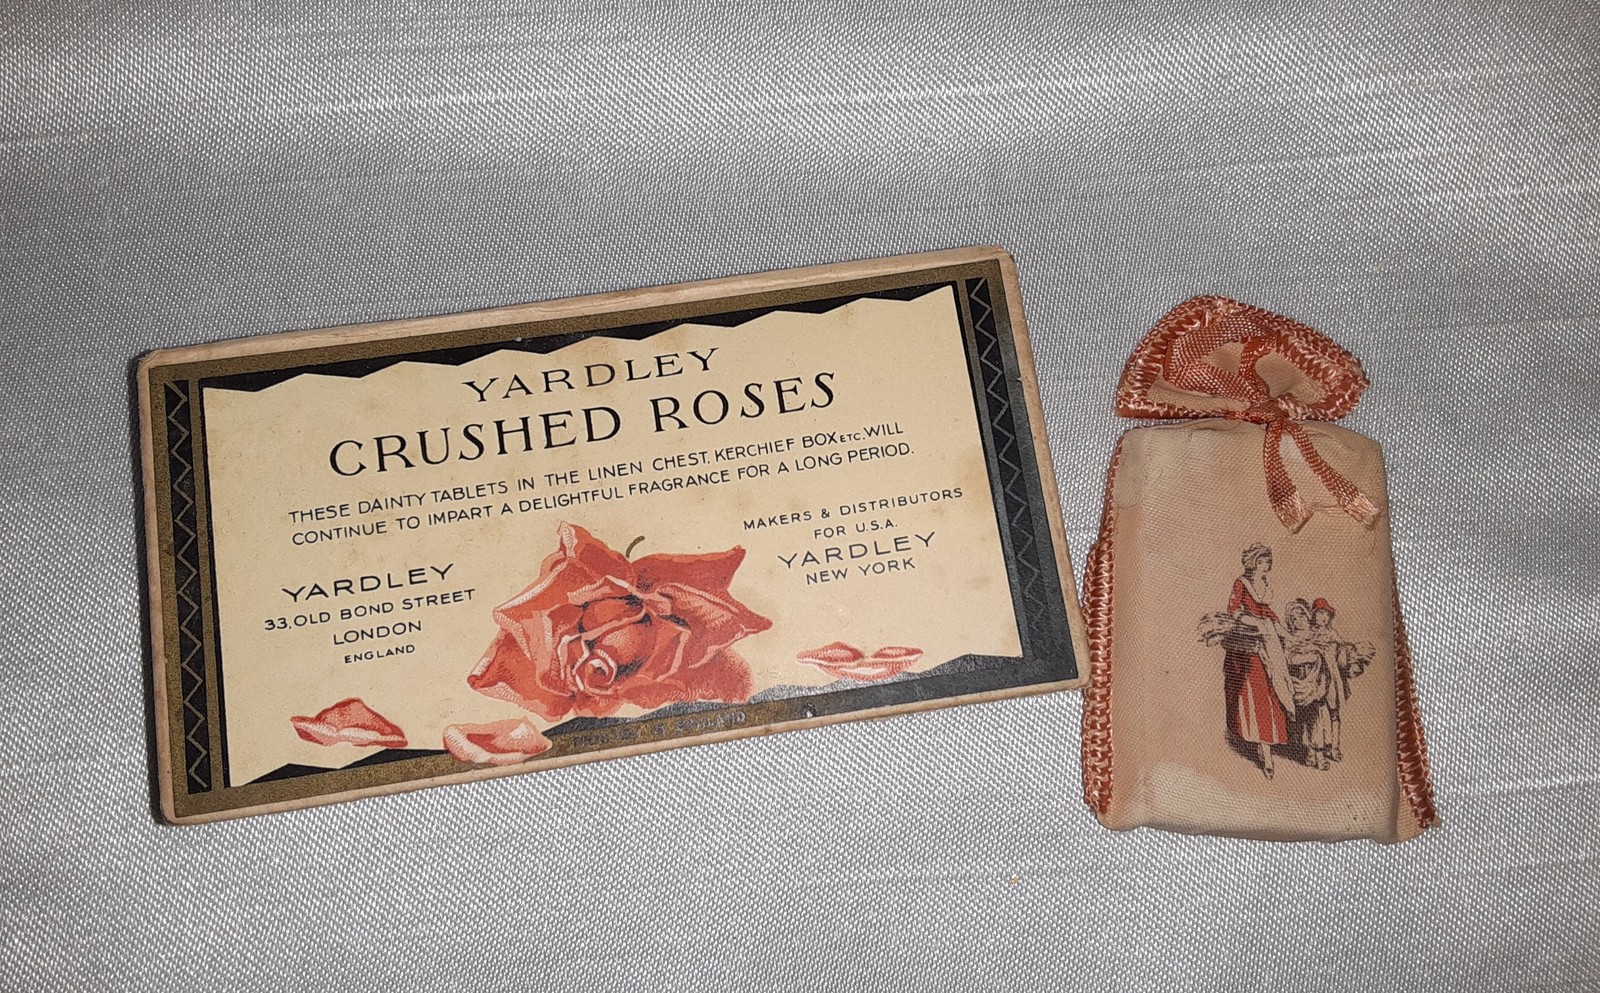 YARDLEY
CRUSHED ROSES
THESE DAINTY TABLETS IN THE LINEN CHEST, KERCHIEF BOX ETC. WILL
CONTINUE TO IMPART A DELIGHTFUL FRAGRANCE FOR A LONG PERIOD.
YARDLEY
33, OLD BOND STREET
LONDON
ENGLAND
MAKERS & DISTRIBUTORS
FOR U.S.A.
YARDLEY
NEW YORK
ENGLAND